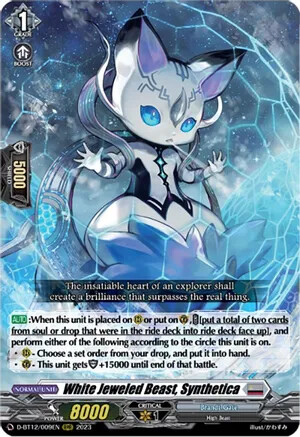 1
GRADE
BOOST
5000
SHIELD
The insatiable heart of an explorer shall
create a brilliance that surpasses the real thing.
AUTO :When this unit is placed on or put on , [put a total of two cards
from soul or drop that were in the ride deck into ride deck face up], and
perform either of the following according to the circle this unit is on.
- Choose a set order from your drop, and put it into hand.
- This unit gets +15000 until end of that battle.
NORMAL UNIT
White Jeweled Beast, Synthetica
POWER
8000
CRITICAL
1
Brandt Gate
High Beast
D-BT12/009EN RRR 2023
illust/かわすみ